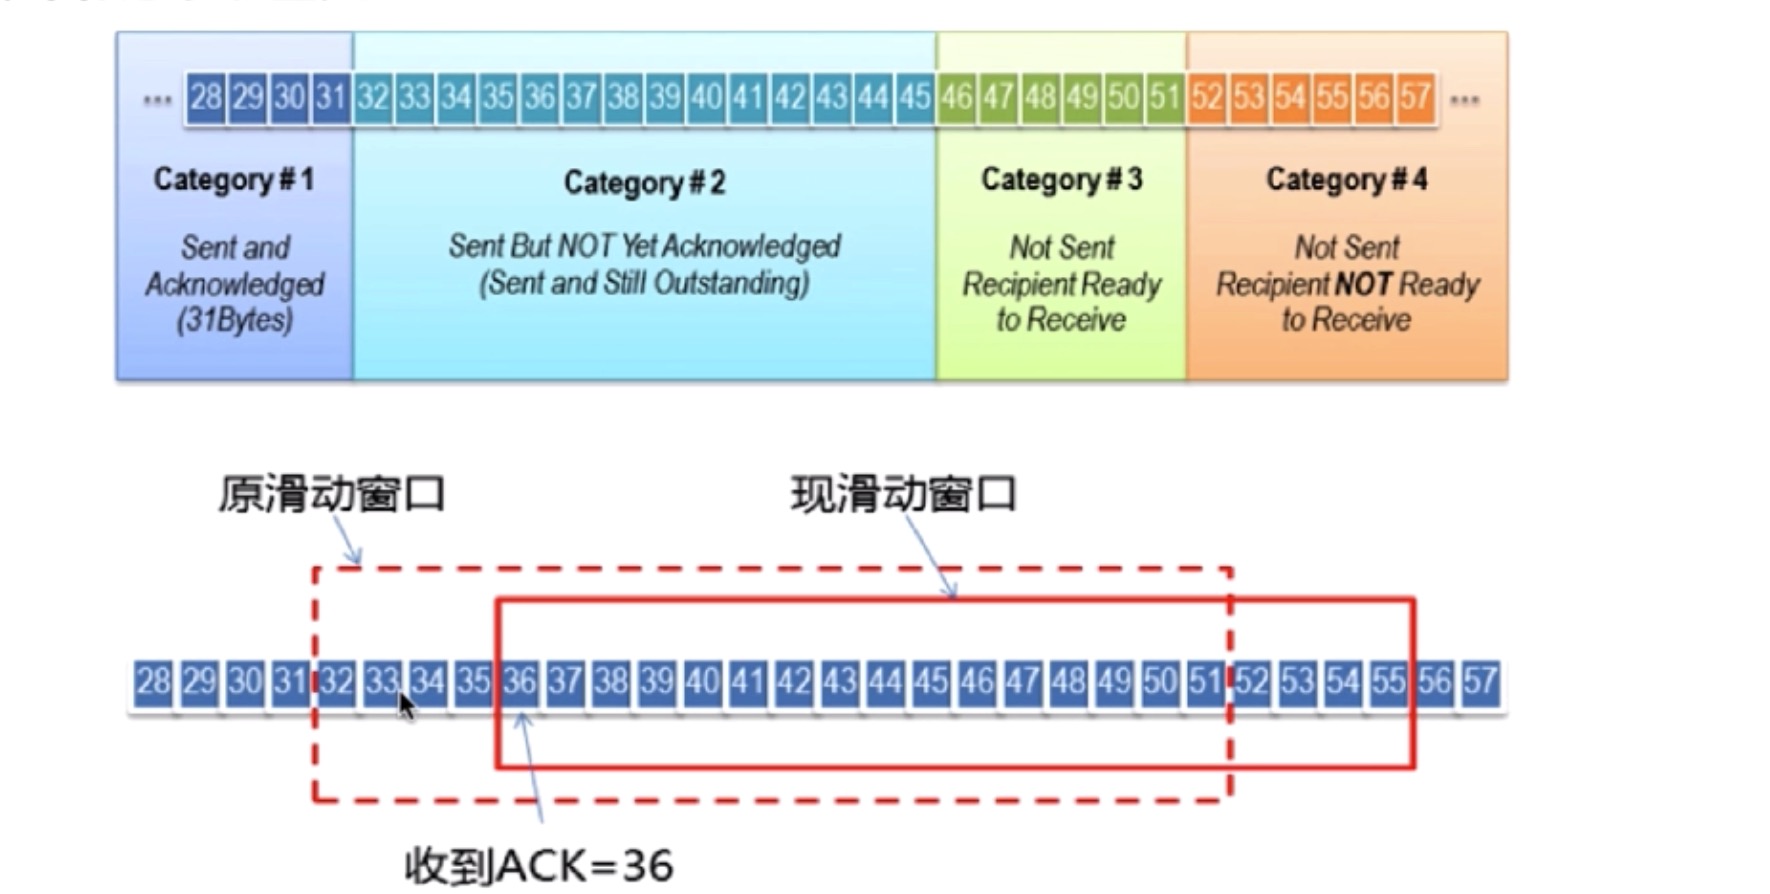 ... 28 29 30 31 32 33 34 35 36 37 38 39 40 41 42 43 44 45 46 47 48 49 50 51 52 53 54 55 56 57 ...
Category # 1
Sent and
Acknowledged
(31Bytes)
Category # 2
Sent But NOT Yet Acknowledged
(Sent and Still Outstanding)
Category # 3
Not Sent
Recipient Ready
to Receive
Category # 4
Not Sent
Recipient NOT Ready
to Receive
原滑动窗口
现滑动窗口
28 29 30 31 32 33 34 35 36 37 38 39 40 41 42 43 44 45 46 47 48 49 50 51 52 53 54 55 56 57
收到ACK=36